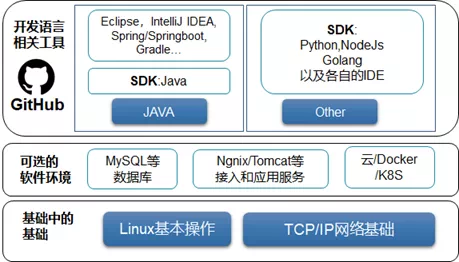 开发语言
相关工具
GitHub
Eclipse，IntelliJ IDEA,
Spring/Springboot,
Gradle...
SDK:Java
JAVA
SDK:
Python,NodeJs
Golang
以及各自的IDE
Other
可选的
软件环境
MySQL等
数据库
Ngnix/Tomcat等
接入和应用服务
云/Docker
/K8S
基础中的
基础
Linux基本操作
TCP/IP网络基础